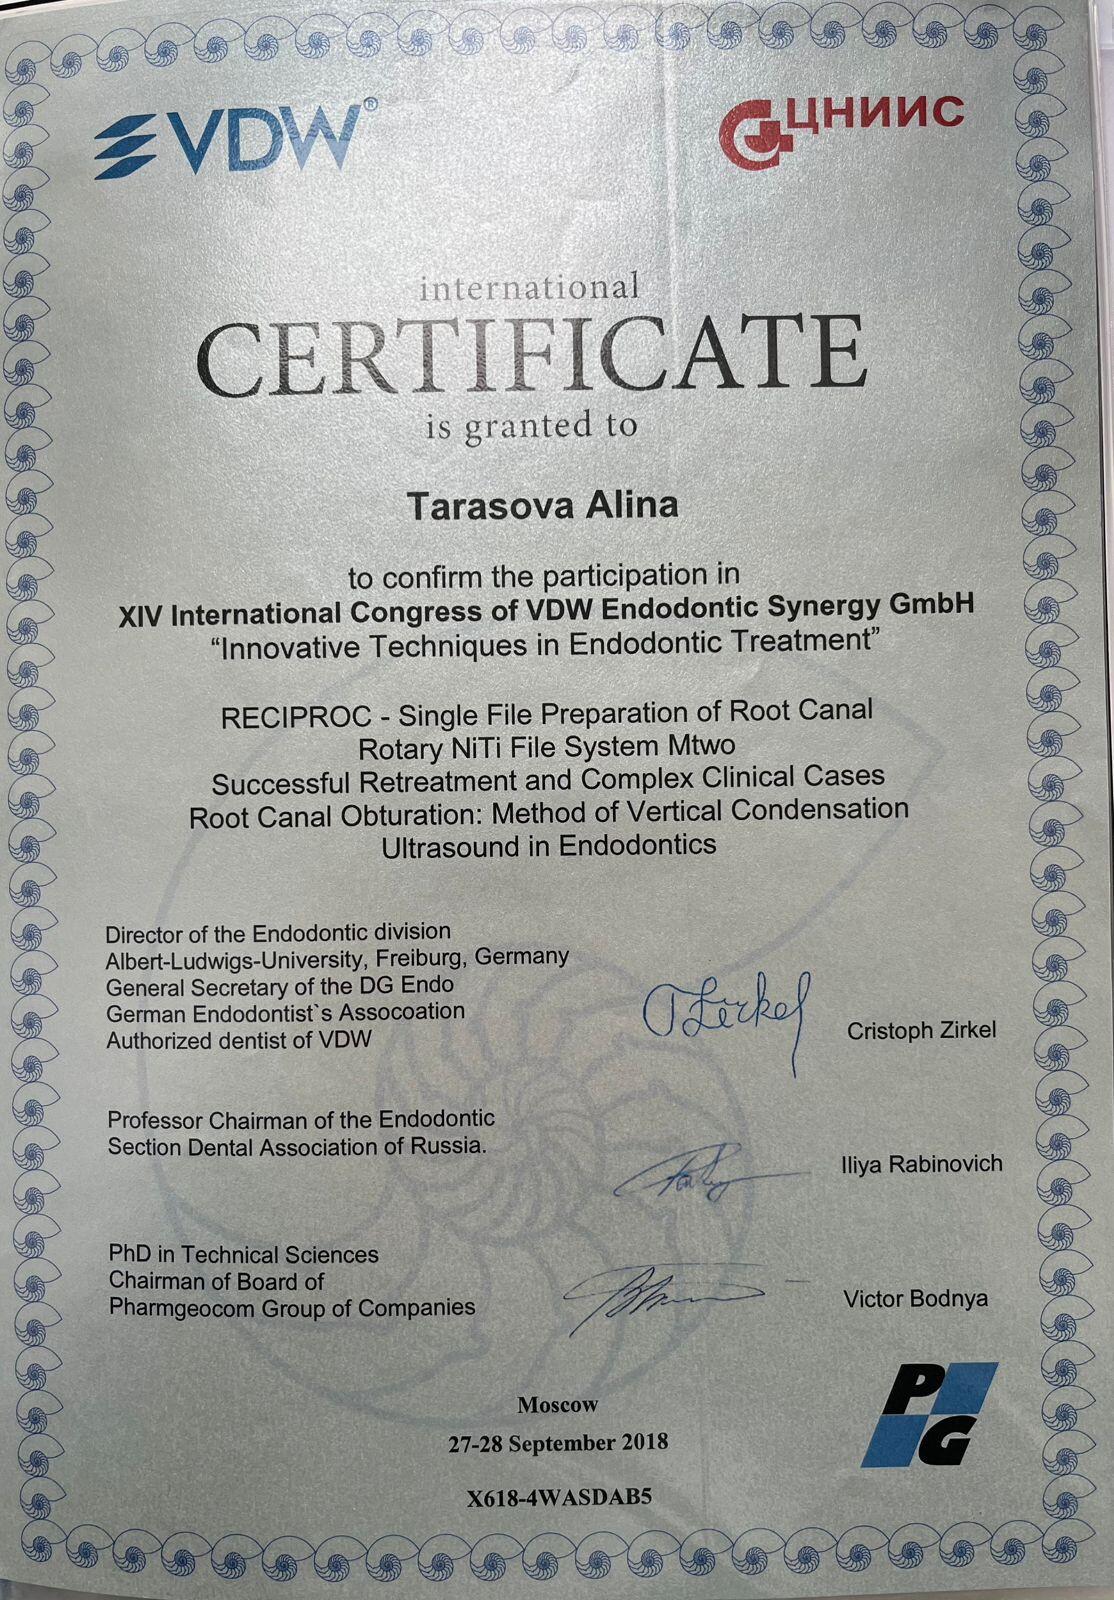 VDW®
ЦНИИС
international
CERTIFICATE
is granted to
Tarasova Alina
to confirm the participation in
XIV International Congress of VDW Endodontic Synergy GmbH
“Innovative Techniques in Endodontic Treatment”
RECIPROC - Single File Preparation of Root Canal
Rotary NiTi File System Mtwo
Successful Retreatment and Complex Clinical Cases
Root Canal Obturation: Method of Vertical Condensation
Ultrasound in Endodontics
Director of the Endodontic division
Albert-Ludwigs-University, Freiburg, Germany
General Secretary of the DG Endo
German Endodontist`s Assocoation
Authorized dentist of VDW
Cristoph Zirkel
Professor Chairman of the Endodontic
Section Dental Association of Russia.
Iliya Rabinovich
PhD in Technical Sciences
Chairman of Board of
Pharmgeocom Group of Companies
Victor Bodnya
Moscow
27-28 September 2018
X618-4WASDAB5
PG